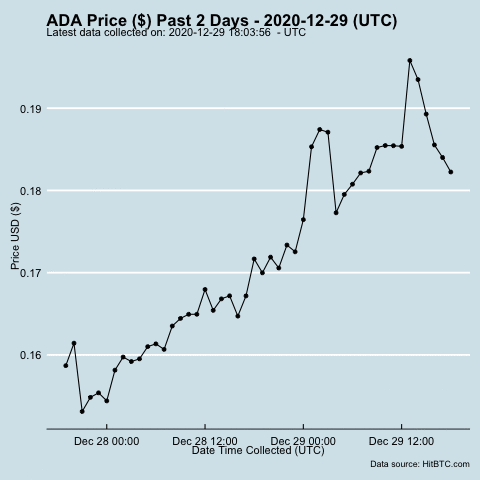 ADA Price ($) Past 2 Days - 2020-12-29 (UTC)
Latest data collected on: 2020-12-29 18:03:56 - UTC
0.19
0.18
Price USD ($)
0.17
0.16
Dec 28 00:00 Dec 28 12:00 Dec 29 00:00 Dec 29 12:00
Date Time Collected (UTC)
Data source: HitBTC.com